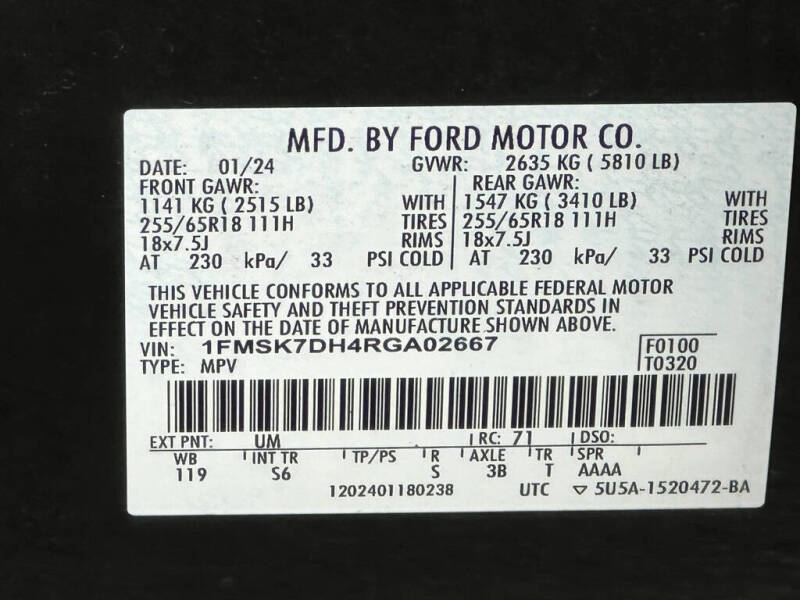 MFD. BY FORD MOTOR CO.
DATE: 01/24 GVWR: 2635 KG ( 5810 LB)
FRONT GAWR: REAR GAWR:
1141 KG ( 2515 LB) WITH 1547 KG ( 3410 LB) WITH
255/65R18 111H TIRES 255/65R18 111H TIRES
18x7.5J RIMS 18x7.5J RIMS
AT 230 kPa/ 33 PSI COLD AT 230 kPa/ 33 PSI COLD
THIS VEHICLE CONFORMS TO ALL APPLICABLE FEDERAL MOTOR
VEHICLE SAFETY AND THEFT PREVENTION STANDARDS IN
EFFECT ON THE DATE OF MANUFACTURE SHOWN ABOVE.
VIN: 1FMSK7DH4RGA02667 F0100
TYPE: MPV T0320
EXT PNT: UM RC: 71 DSO:
WB INT TR TP/PS R AXLE TR SPR
119 S6 S 3B T AAAA
1202401180238 UTC ▽ 5U5A-1520472-BA